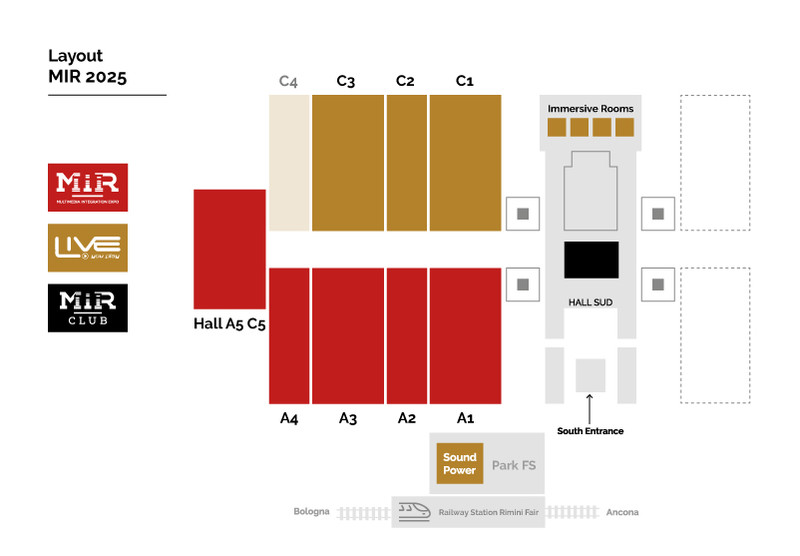 Layout
MIR 2025
C4
C3
C2
C1
Immersive Rooms
MIR
MULTIMEDIA INTEGRATION EXPO
LIVE
MIR
CLUB
HALL SUD
Hall A5 C5
A4
A3
A2
A1
South Entrance
Sound
Power
Park FS
Bologna
Railway Station Rimini Fair
Ancona